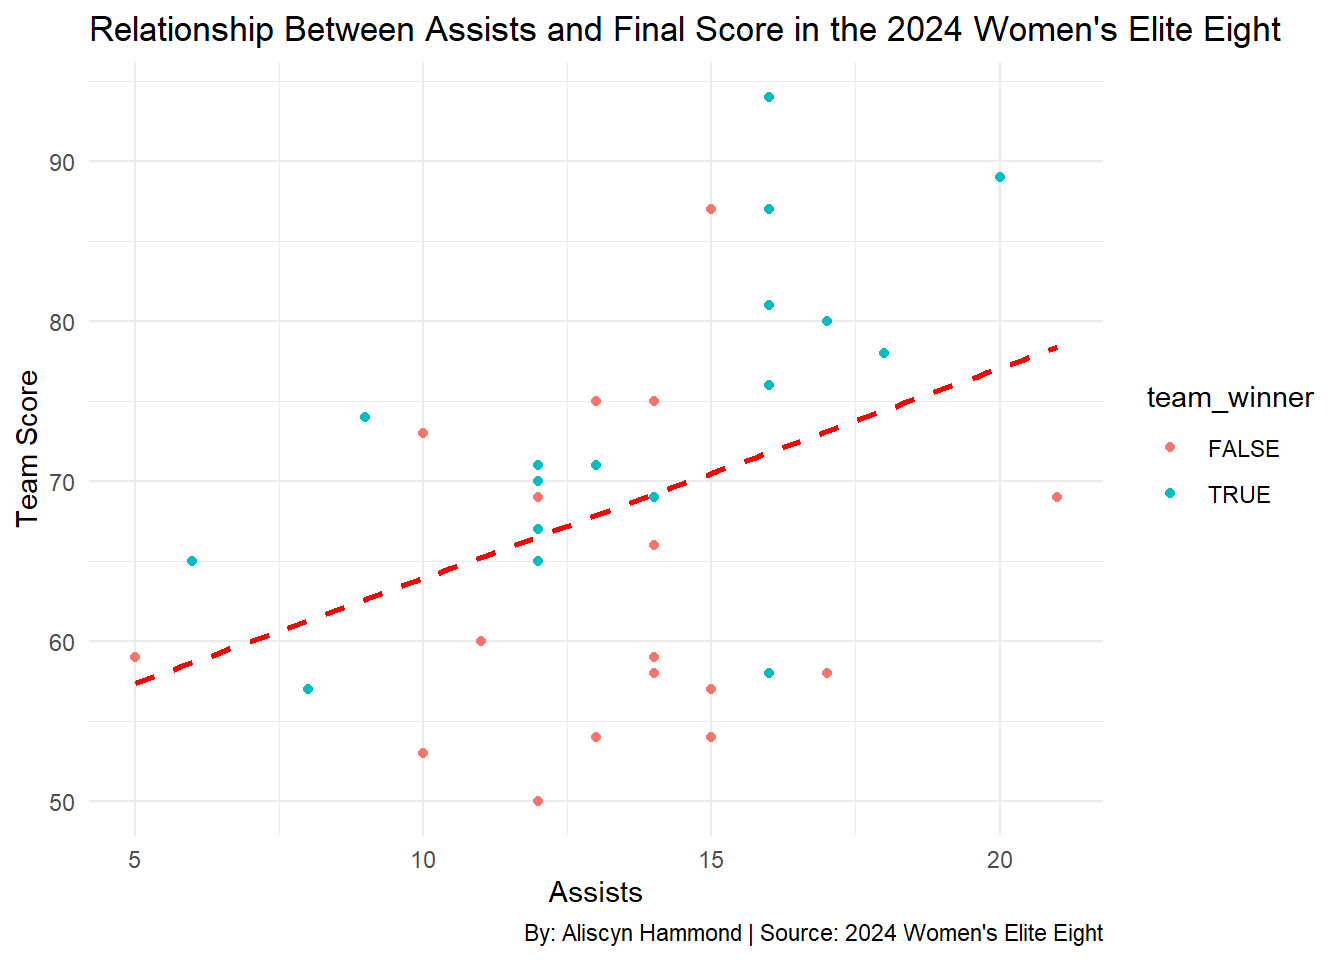 Relationship Between Assists and Final Score in the 2024 Women's Elite Eight
90
80
70
60
50
Team Score
5 10 15 20
Assists
team_winner
FALSE
TRUE
By: Aliscyn Hammond | Source: 2024 Women's Elite Eight